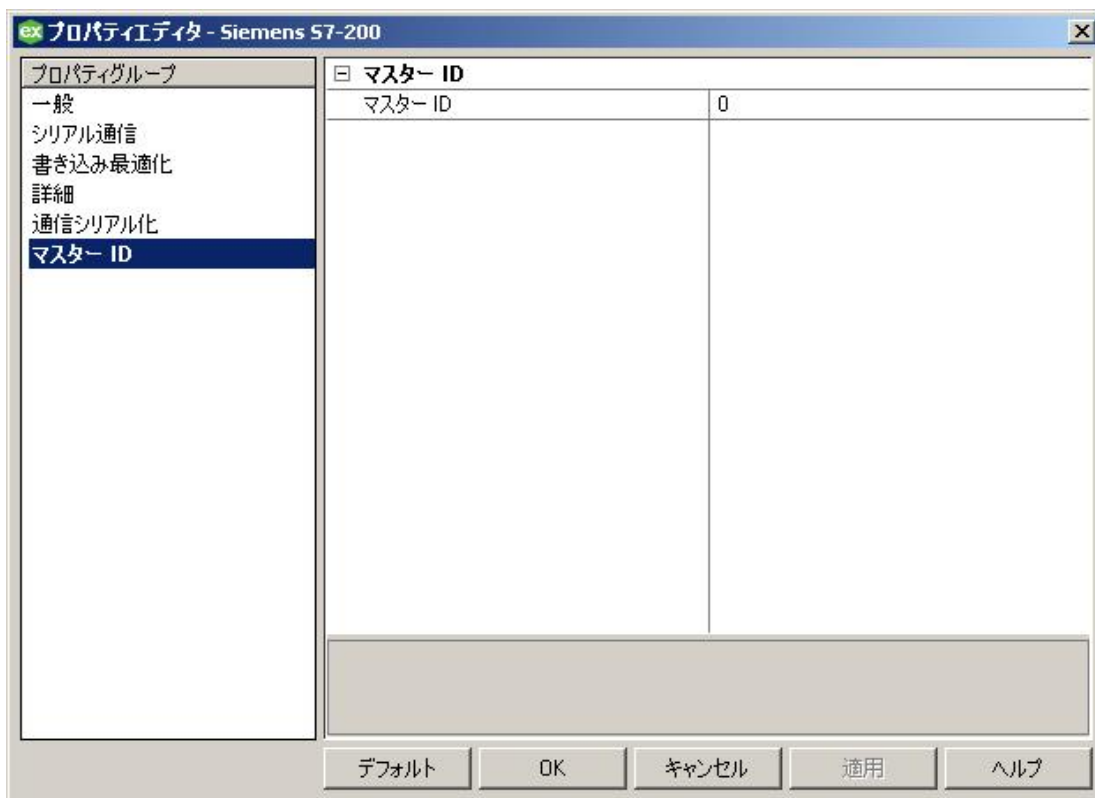 ex プロパティエディタ - Siemens S7-200
プロパティグループ
一般
シリアル通信
書き込み最適化
詳細
通信シリアル化
マスター ID
マスター ID
マスター ID 0
デフォルト OK キャンセル 適用 ヘルプ